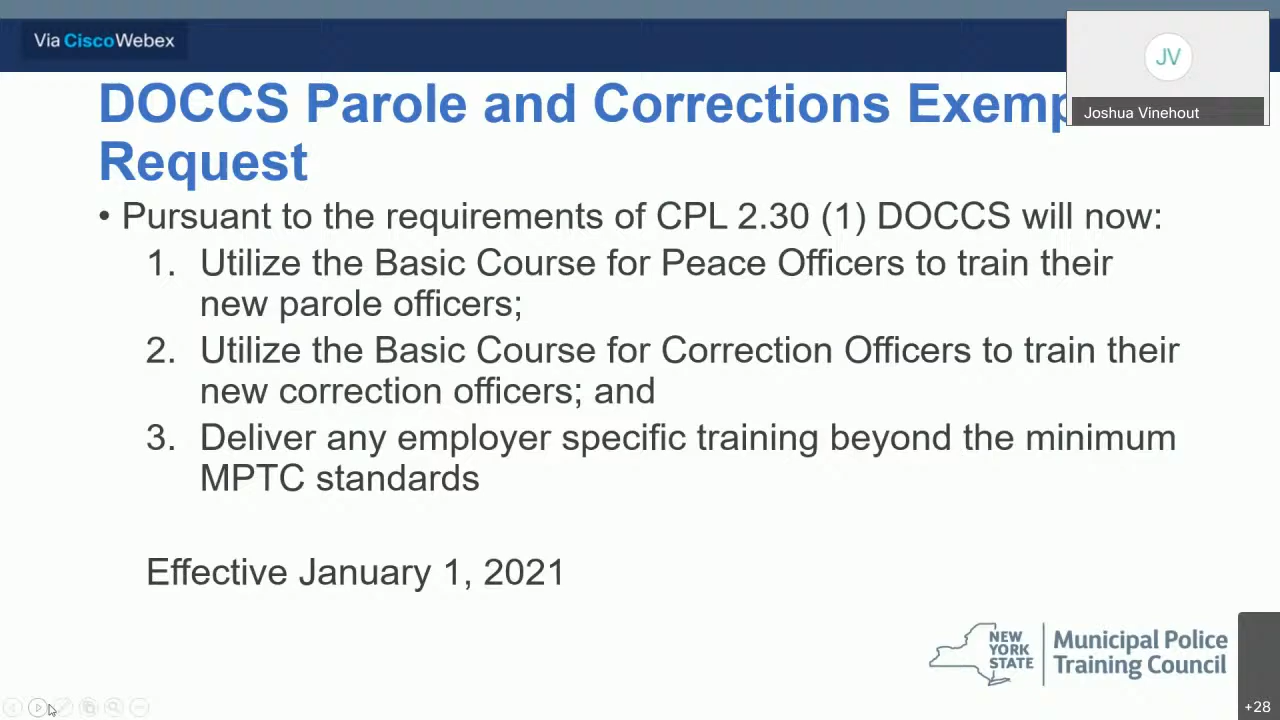 Via CiscoWebex
JV
Joshua Vinehout
DOCCS Parole and Corrections Exemp
Request
• Pursuant to the requirements of CPL 2.30 (1) DOCCS will now:
1. Utilize the Basic Course for Peace Officers to train their
new parole officers;
2. Utilize the Basic Course for Correction Officers to train their
new correction officers; and
3. Deliver any employer specific training beyond the minimum
MPTC standards
Effective January 1, 2021
NEW
YORK
STATE
Municipal Police
Training Council
+28